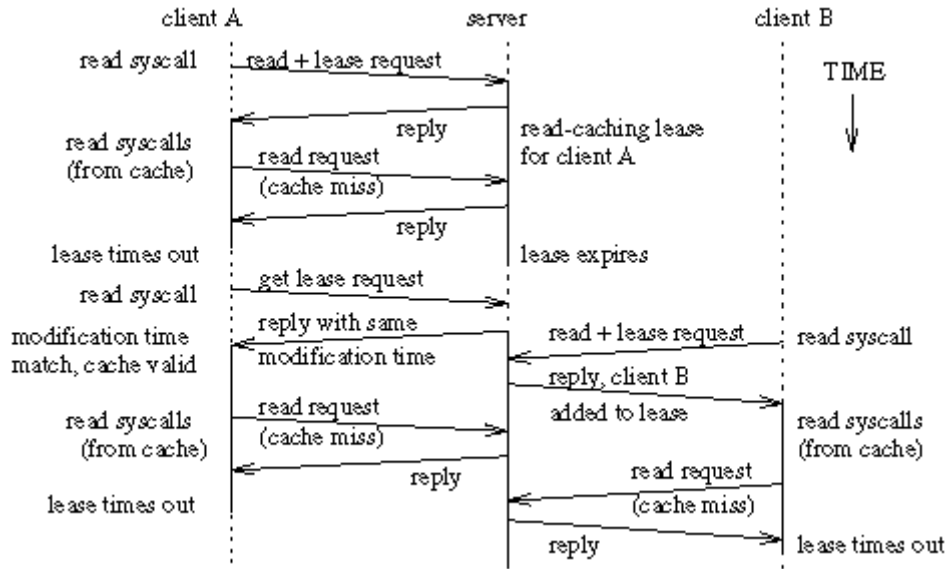 client A server client B
read syscall read + lease request TIME
reply
read syscalls read-caching lease
(from cache) read request for client A
(cache miss)
reply
lease times out lease expires
get lease request
read syscall
modification time reply with same read + lease request read syscall
match, cache valid modification time
reply, client B
read syscalls read request added to lease read syscalls
(from cache) (cache miss) (from cache)
reply read request
lease times out (cache miss)
reply lease times out